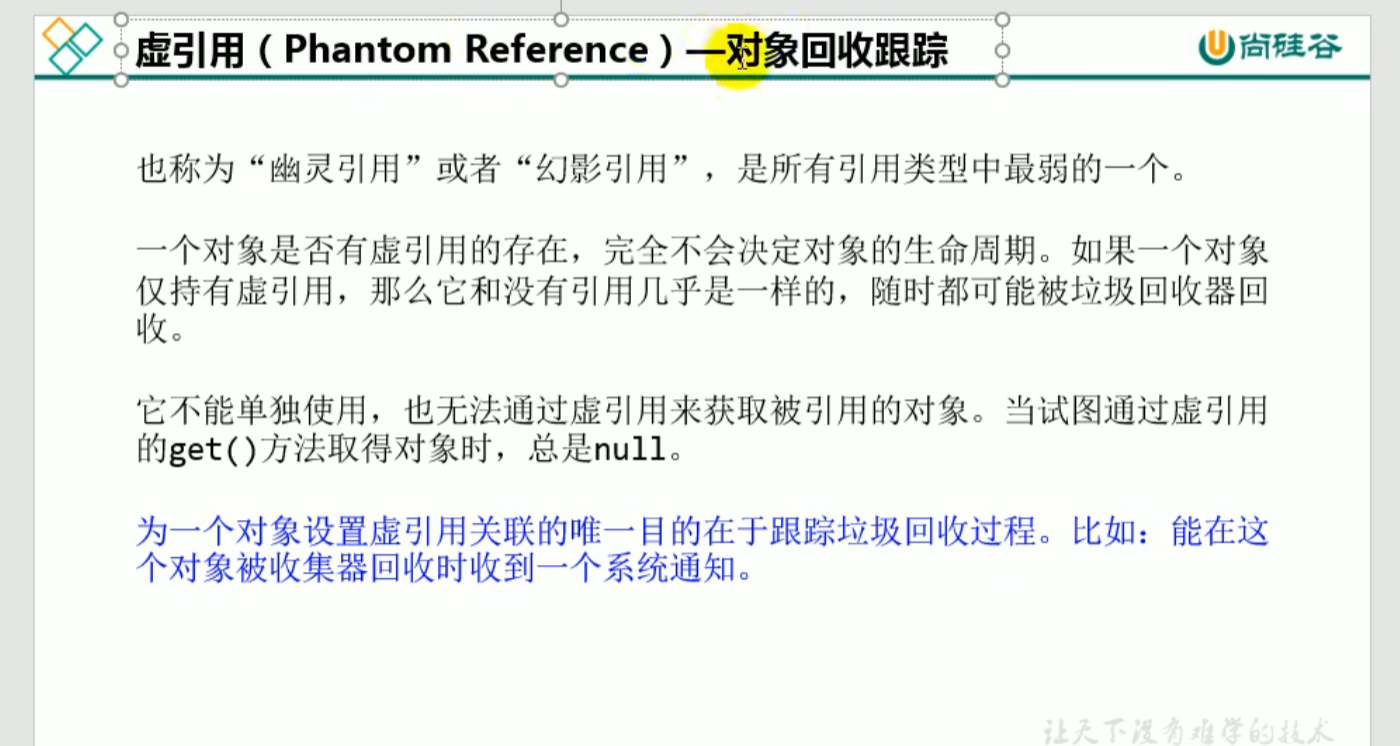 虚引用（Phantom Reference）—对象回收跟踪
尚硅谷
也称为“幽灵引用”或者“幻影引用”，是所有引用类型中最弱的一个。
一个对象是否有虚引用的存在，完全不会决定对象的生命周期。如果一个对象
仅持有虚引用，那么它和没有引用几乎是一样的，随时都可能被垃圾回收器回
收。
它不能单独使用，也无法通过虚引用来获取被引用的对象。当试图通过虚引用
的get()方法取得对象时，总是null。
为一个对象设置虚引用关联的唯一目的在于跟踪垃圾回收过程。比如：能在这
个对象被收集器回收时收到一个系统通知。
让天下没有难学的技术